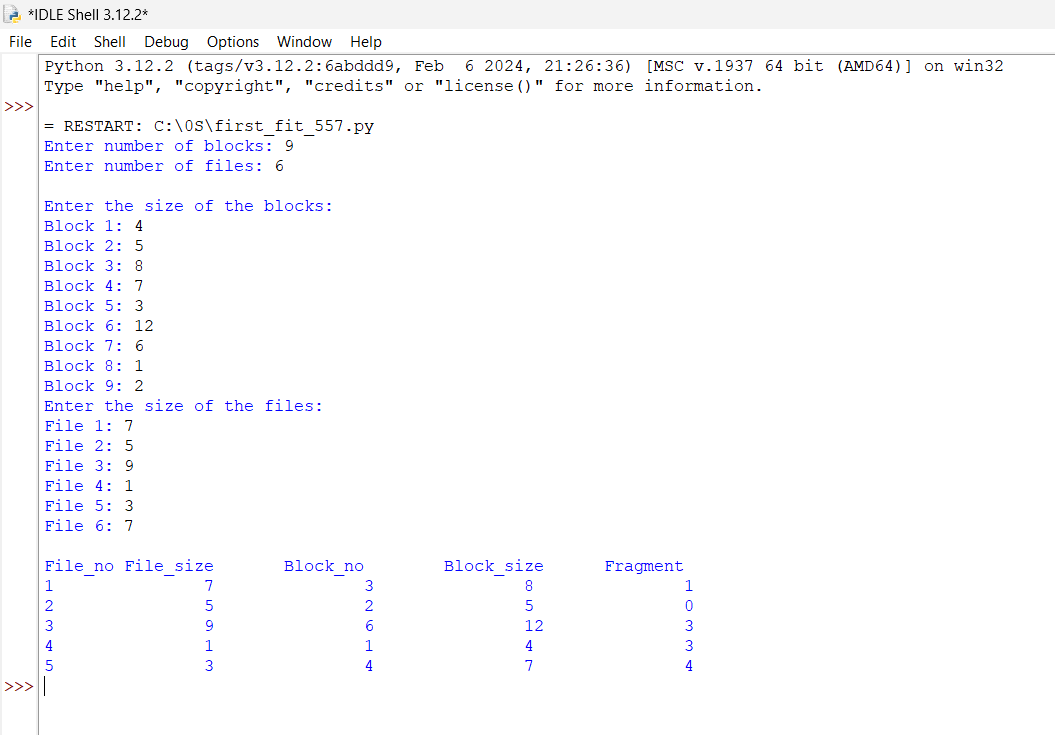 *IDLE Shell 3.12.2*
File Edit Shell Debug Options Window Help
Python 3.12.2 (tags/v3.12.2:6abddd9, Feb  6 2024, 21:26:36) [MSC v.1937 64 bit (AMD64)] on win32
Type "help", "copyright", "credits" or "license()" for more information.
>>>
= RESTART: C:\0S\first_fit_557.py
Enter number of blocks: 9
Enter number of files: 6
Enter the size of the blocks:
Block 1: 4
Block 2: 5
Block 3: 8
Block 4: 7
Block 5: 3
Block 6: 12
Block 7: 6
Block 8: 1
Block 9: 2
Enter the size of the files:
File 1: 7
File 2: 5
File 3: 9
File 4: 1
File 5: 3
File 6: 7
File_no File_size Block_no Block_size Fragment
1 7 3 8 1
2 5 2 5 0
3 9 6 12 3
4 1 1 4 3
5 3 4 7 4
>>>